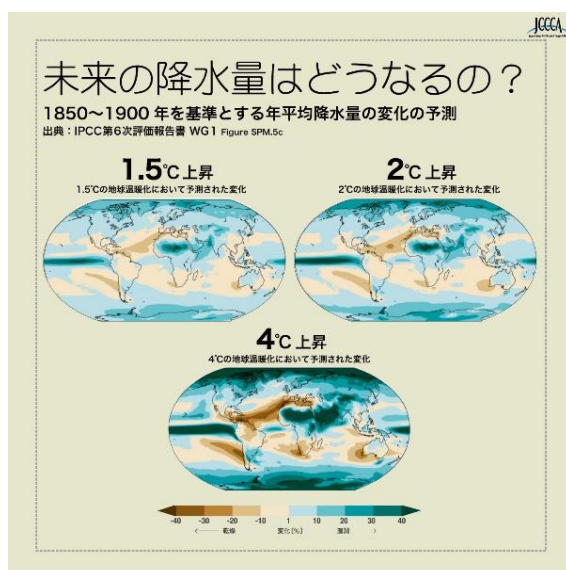 JCCCA
未来の降水量はどうなるの？
1850〜1900年を基準とする年平均降水量の変化の予測
出典：IPCC第6次評価報告書 WG1 Figure SPM.5c
1.5℃上昇
1.5℃の地球温暖化において予測された変化
2℃上昇
2℃の地球温暖化において予測された変化
4℃上昇
4℃の地球温暖化において予測された変化
-40 -30 -20 -10 1 10 20 30 40
乾燥 変化(%) 湿潤